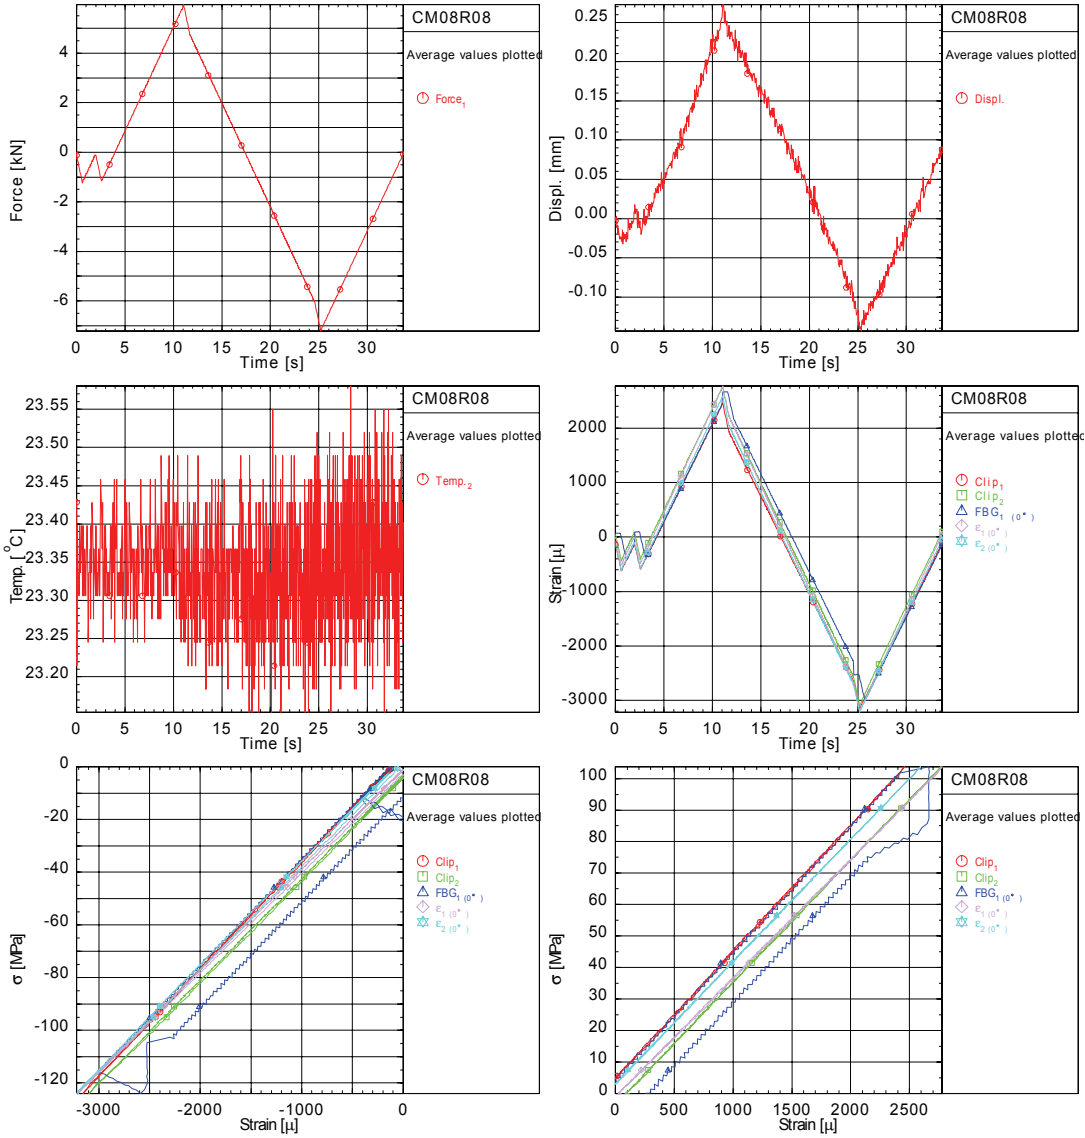 CM08R08
Average values plotted
Force1
Force [kN]
4
2
0
-2
-4
-6
0 5 10 15 20 25 30
Time [s]
CM08R08
Average values plotted
Displ.
Displ. [mm]
0.25
0.20
0.15
0.10
0.05
0.00
-0.05
-0.10
0 5 10 15 20 25 30
Time [s]
CM08R08
Average values plotted
Temp.2
Temp. [°C]
23.55
23.50
23.45
23.40
23.35
23.30
23.25
23.20
0 5 10 15 20 25 30
Time [s]
CM08R08
Average values plotted
Clip1
Clip2
FBG1 (0°)
ε1 (0°)
ε2 (0°)
Strain [μ]
2000
1000
0
-1000
-2000
-3000
0 5 10 15 20 25 30
Time [s]
CM08R08
Average values plotted
Clip1
Clip2
FBG1 (0°)
ε1 (0°)
ε2 (0°)
σ [MPa]
0
-20
-40
-60
-80
-100
-120
-3000 -2000 -1000 0
Strain [μ]
CM08R08
Average values plotted
Clip1
Clip2
FBG1 (0°)
ε1 (0°)
ε2 (0°)
σ [MPa]
100
90
80
70
60
50
40
30
20
10
0
0 500 1000 1500 2000 2500
Strain [μ]